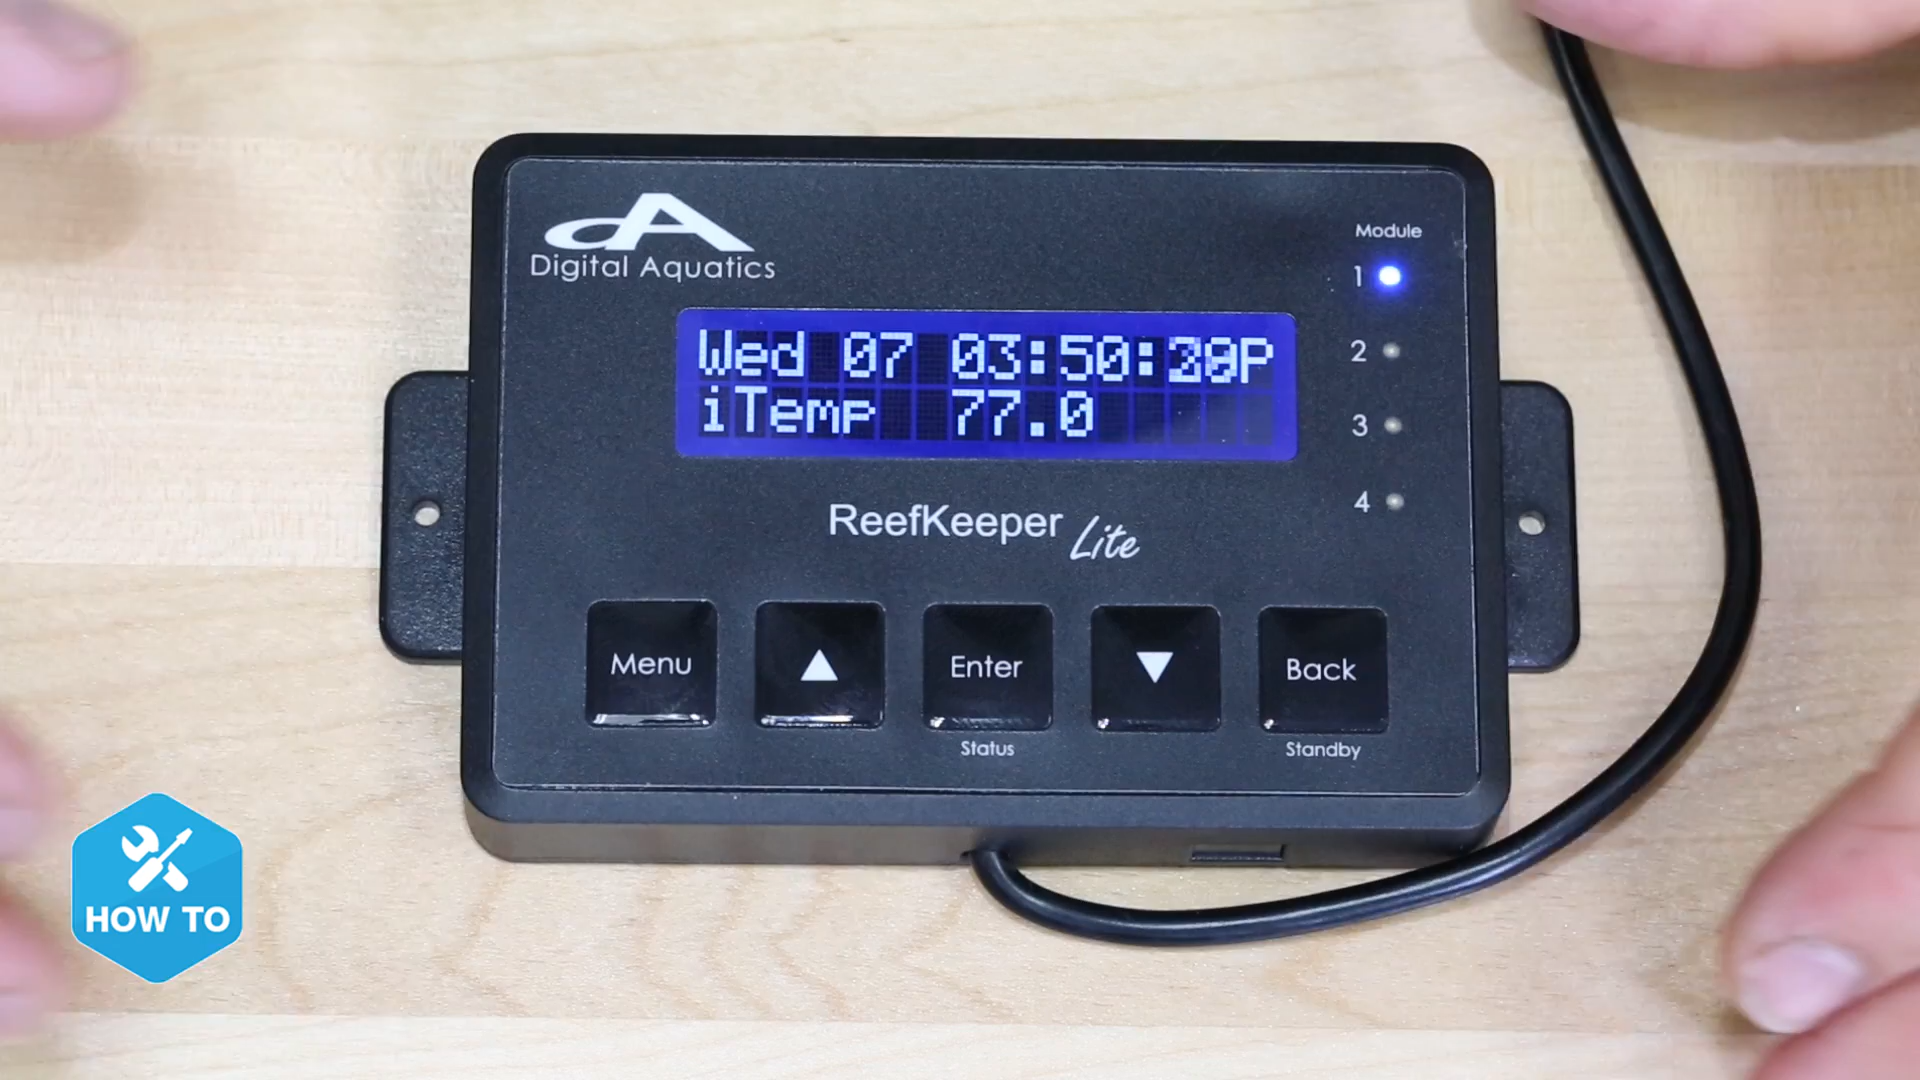 dA
Digital Aquatics
Module
1
Wed 07 03:50: P
2
iTemp 77.0
3
4
ReefKeeper Lite
Menu ▲ Enter ▼ Back
Status Standby
HOW TO